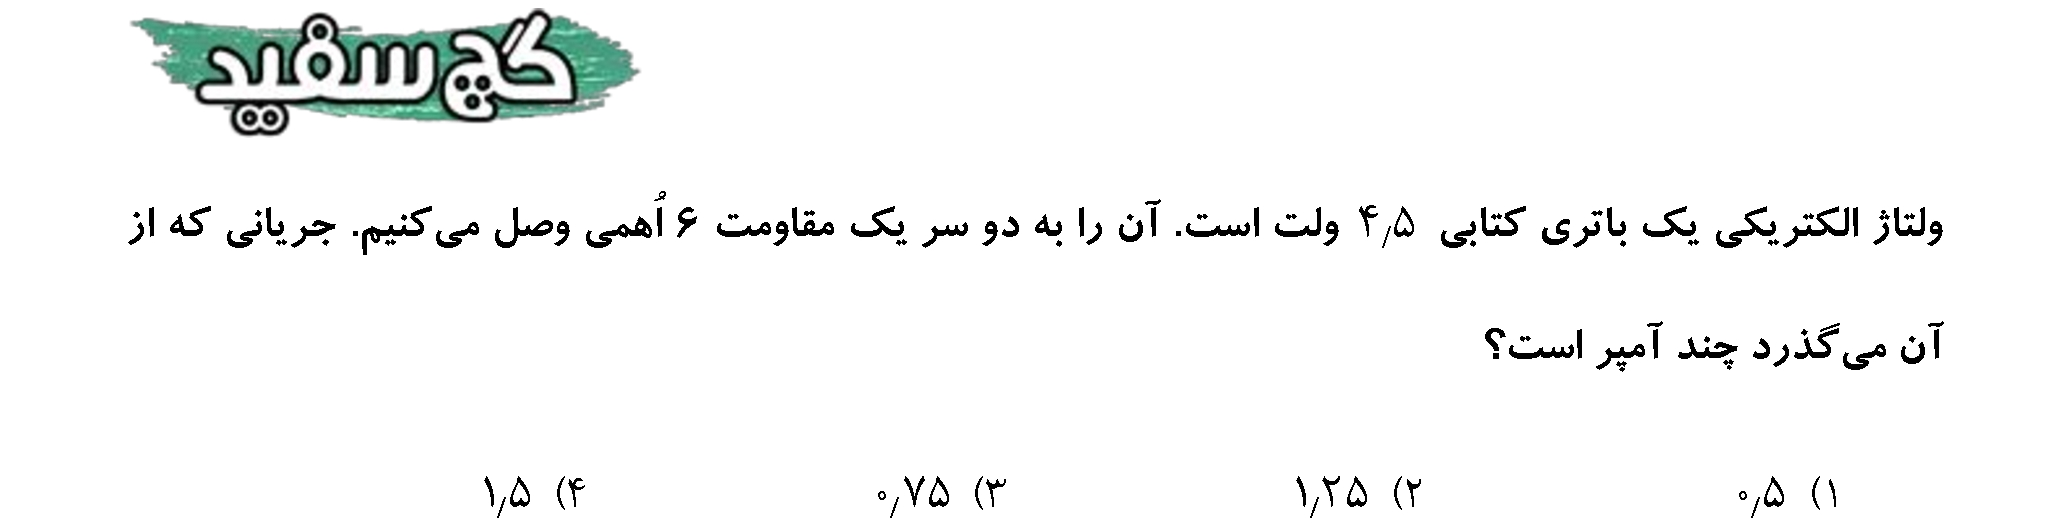 گچ سفید
ولتاژ الکتریکی یک باتری کتابی ۴٫۵ ولت است. آن را به دو سر یک مقاومت ۶ اُهمی وصل می‌کنیم. جریانی که از
آن می‌گذرد چند آمپر است؟
۱) ۰٫۵ ۲) ۱٫۲۵ ۳) ۰٫۷۵ ۴) ۱٫۵